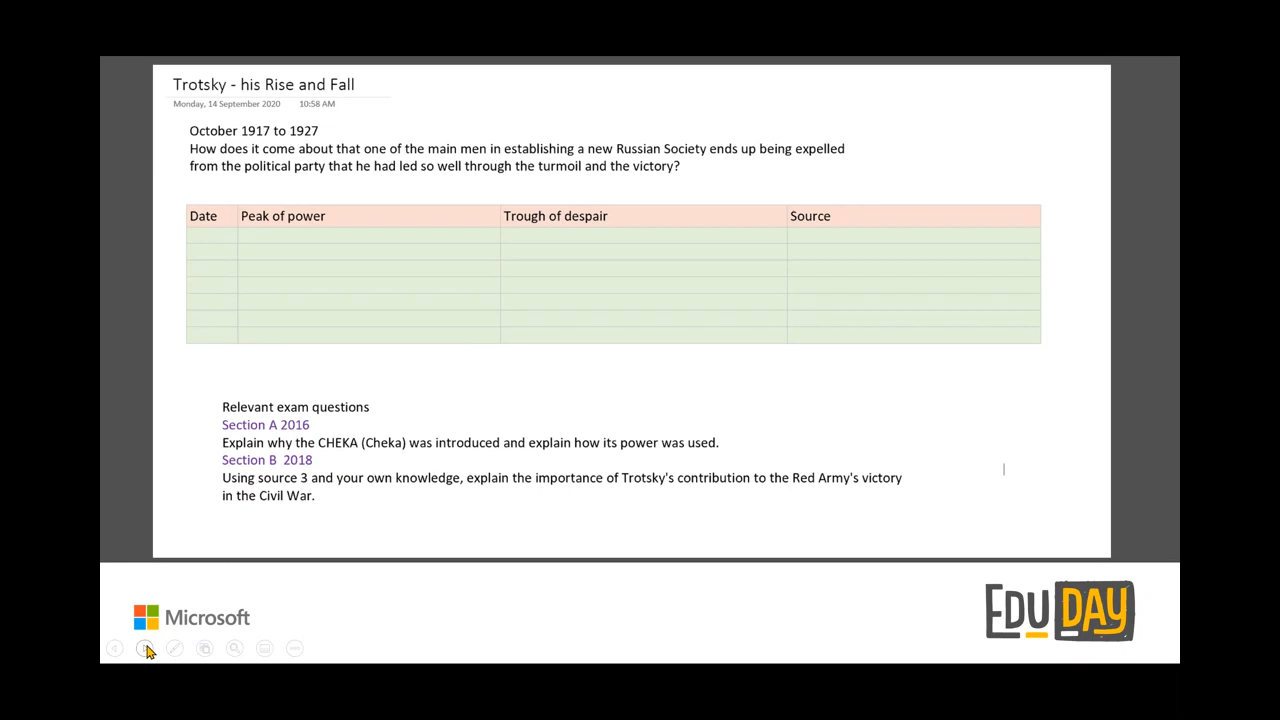 Trotsky - his Rise and Fall
Monday, 14 September 2020 10:58 AM
October 1917 to 1927
How does it come about that one of the main men in establishing a new Russian Society ends up being expelled
from the political party that he had led so well through the turmoil and the victory?
Date Peak of power Trough of despair Source
Relevant exam questions
Section A 2016
Explain why the CHEKA (Cheka) was introduced and explain how its power was used.
Section B 2018
Using source 3 and your own knowledge, explain the importance of Trotsky's contribution to the Red Army's victory
in the Civil War.
Microsoft
EDU DAY